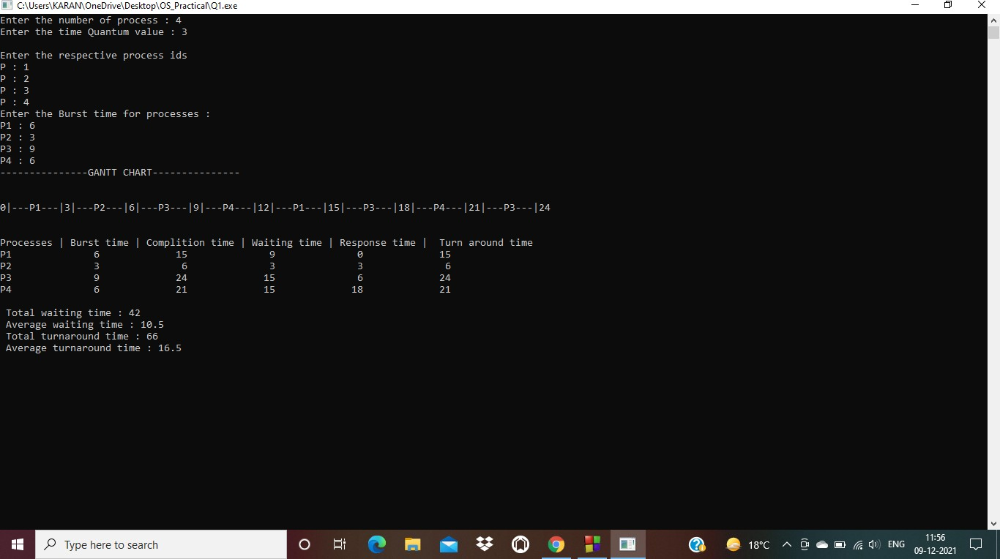 C:\Users\KARAN\OneDrive\Desktop\OS_Practical\Q1.exe
Enter the number of process : 4
Enter the time Quantum value : 3
Enter the respective process ids
P : 1
P : 2
P : 3
P : 4
Enter the Burst time for processes :
P1 : 6
P2 : 3
P3 : 9
P4 : 6
---------------GANTT CHART---------------
0|---P1---|3|---P2---|6|---P3---|9|---P4---|12|---P1---|15|---P3---|18|---P4---|21|---P3---|24
Processes | Burst time | Complition time | Waiting time | Response time |  Turn around time
P1 6 15 9 0 15
P2 3 6 3 3 6
P3 9 24 15 6 24
P4 6 21 15 18 21
Total waiting time : 42
Average waiting time : 10.5
Total turnaround time : 66
Average turnaround time : 16.5
Type here to search
18°C
ENG
11:56
09-12-2021